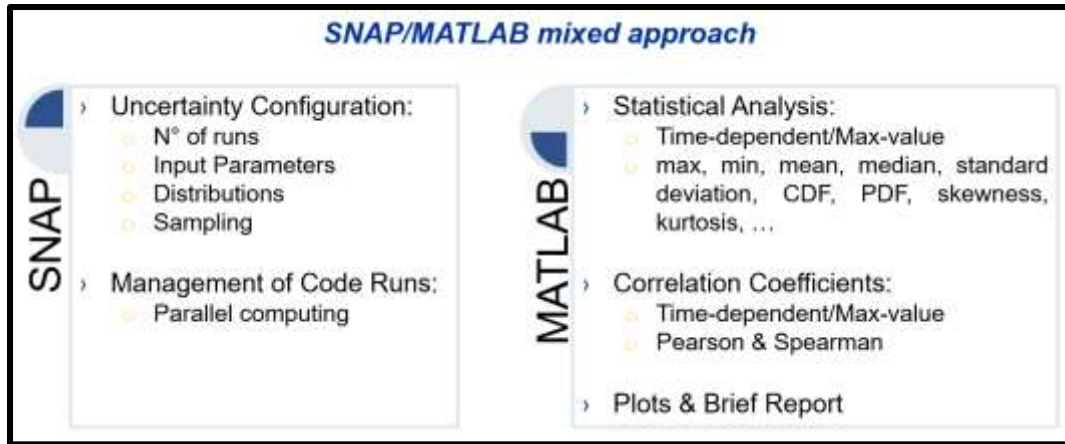 SNAP/MATLAB mixed approach
SNAP
› Uncertainty Configuration:
o N° of runs
o Input Parameters
o Distributions
o Sampling
› Management of Code Runs:
o Parallel computing
MATLAB
› Statistical Analysis:
o Time-dependent/Max-value
o max, min, mean, median, standard
deviation, CDF, PDF, skewness,
kurtosis, ...
› Correlation Coefficients:
o Time-dependent/Max-value
o Pearson & Spearman
› Plots & Brief Report